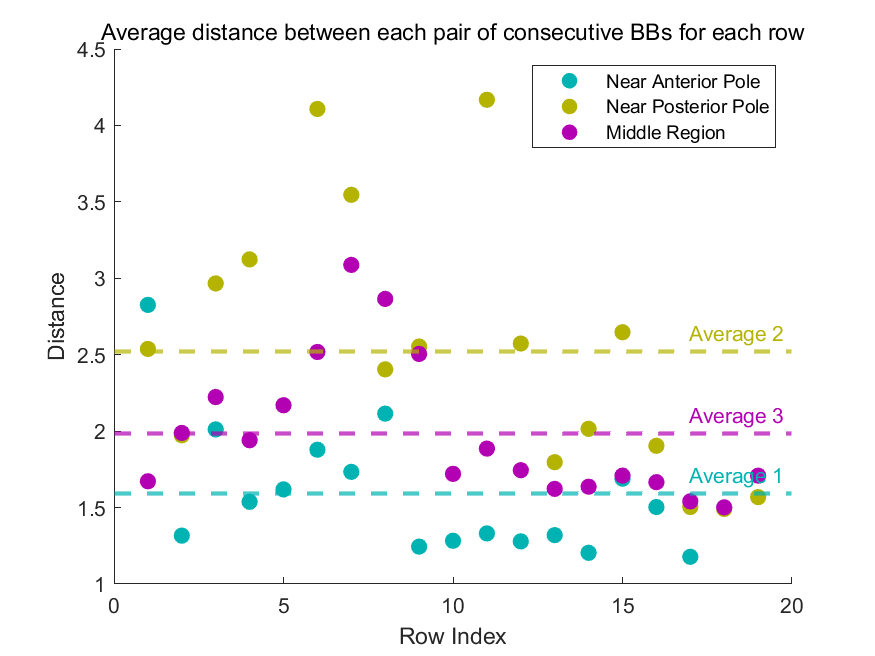 Average distance between each pair of consecutive BBs for each row
4.5
4
3.5
3
2.5
2
1.5
1
Distance
Near Anterior Pole
Near Posterior Pole
Middle Region
Average 2
Average 3
Average 1
0 5 10 15 20
Row Index